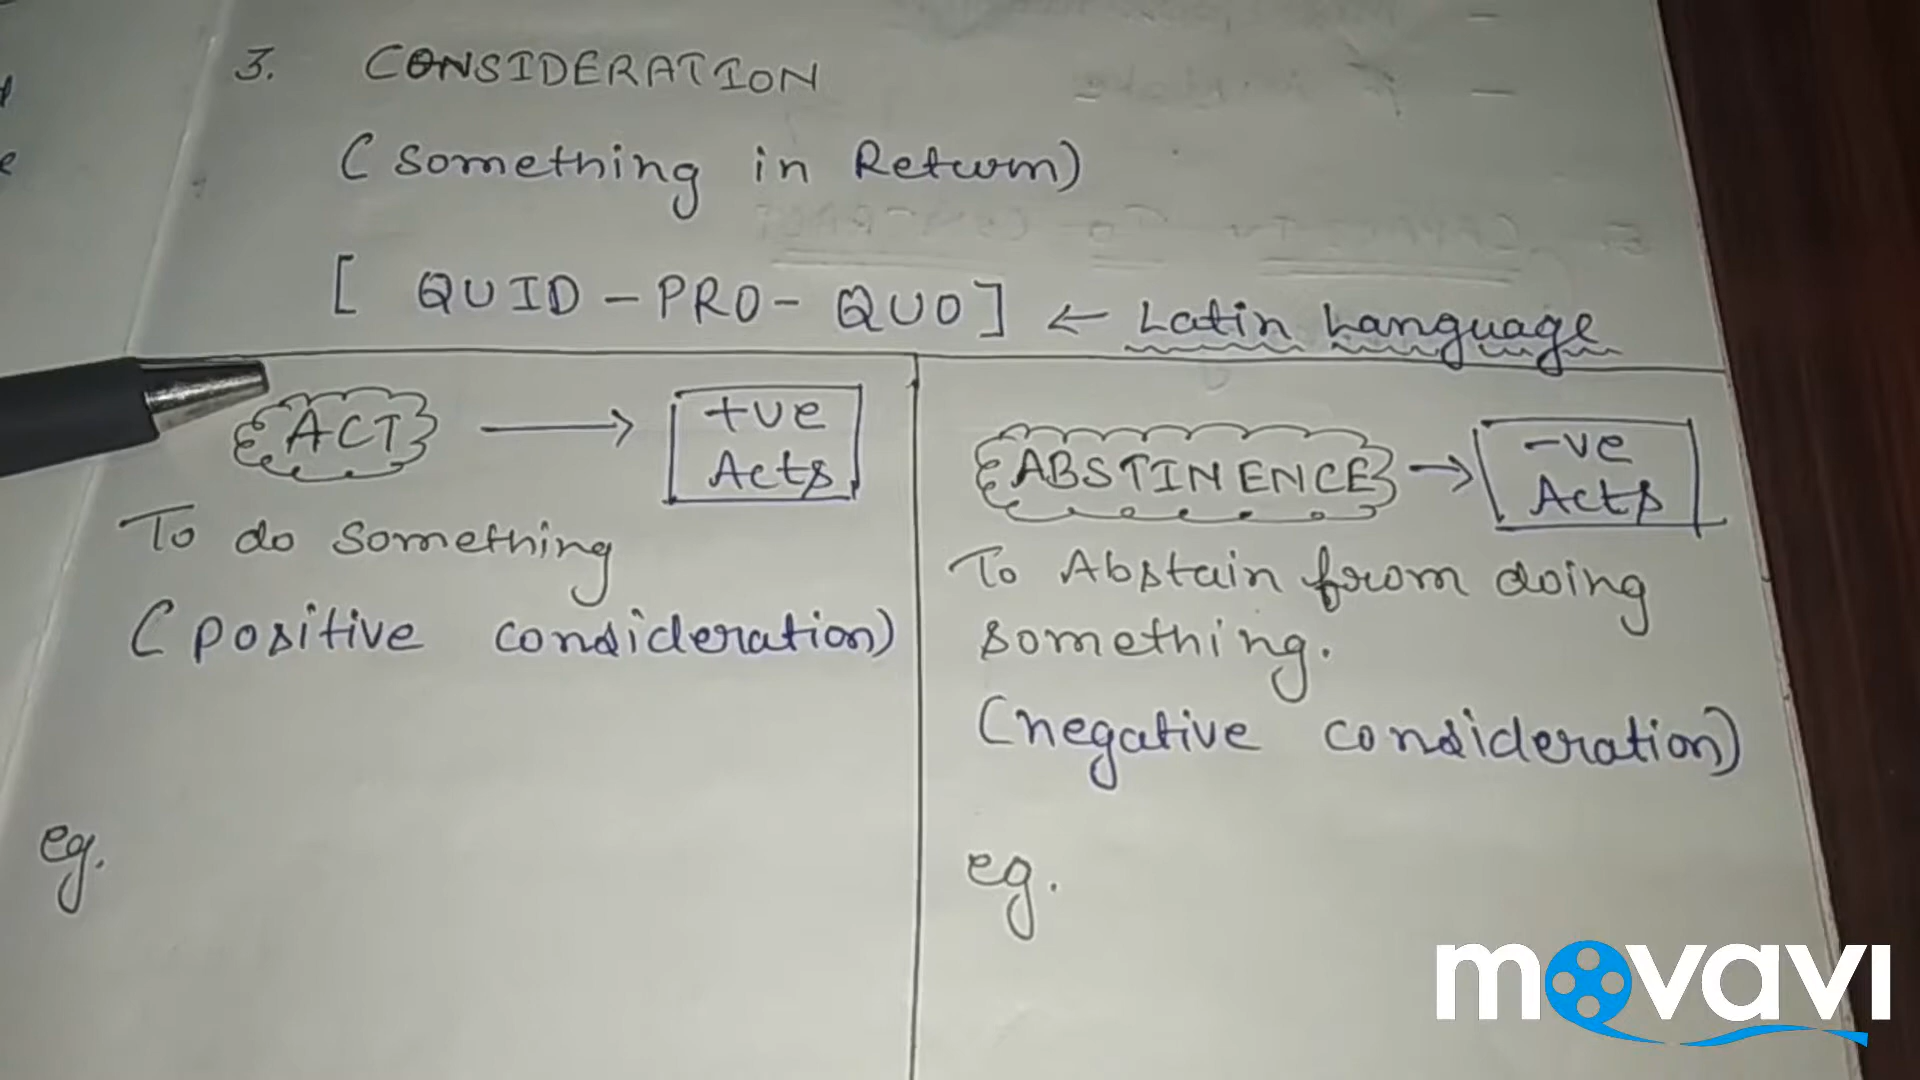 3. CONSIDERATION
(Something in Return)
[ QUID - PRO - QUO] ← Latin Language
ACT → +ve Acts
To do something
(positive consideration)
eg.
ABSTINENCE → -ve Acts
To Abstain from doing
something.
(negative consideration)
eg.
movavi